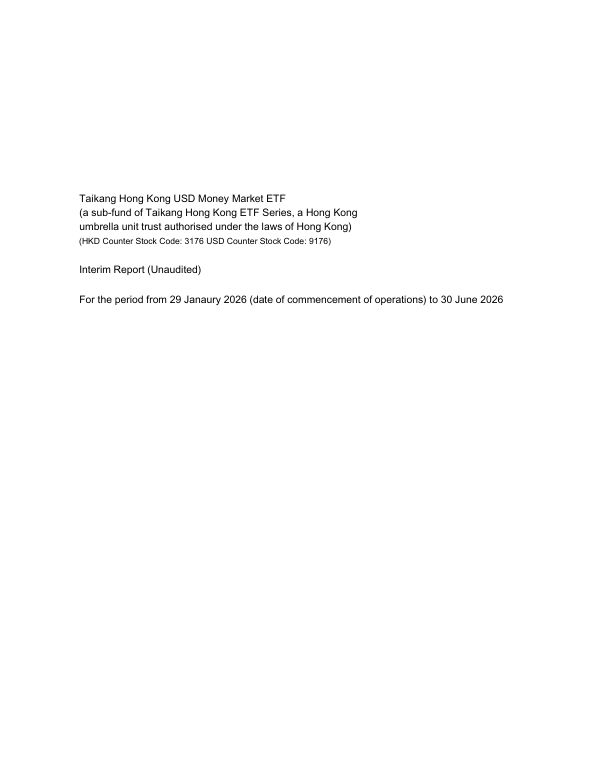 Taikang Hong Kong USD Money Market ETF
(a sub-fund of Taikang Hong Kong ETF Series, a Hong Kong
umbrella unit trust authorised under the laws of Hong Kong)
(HKD Counter Stock Code: 3176 USD Counter Stock Code: 9176)
Interim Report (Unaudited)
For the period from 29 Janaury 2026 (date of commencement of operations) to 30 June 2026